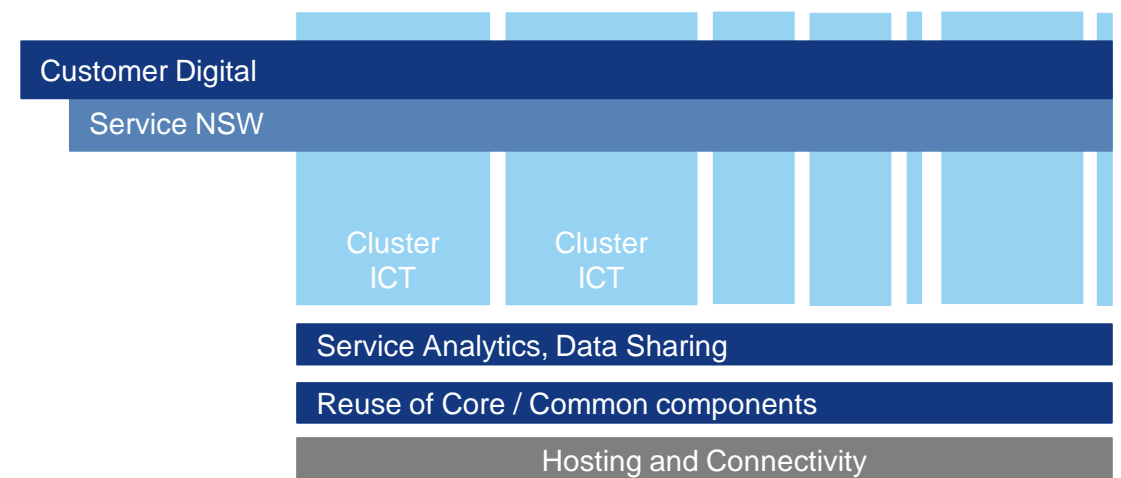 Customer Digital
Service NSW
Cluster
ICT
Cluster
ICT
Service Analytics, Data Sharing
Reuse of Core / Common components
Hosting and Connectivity